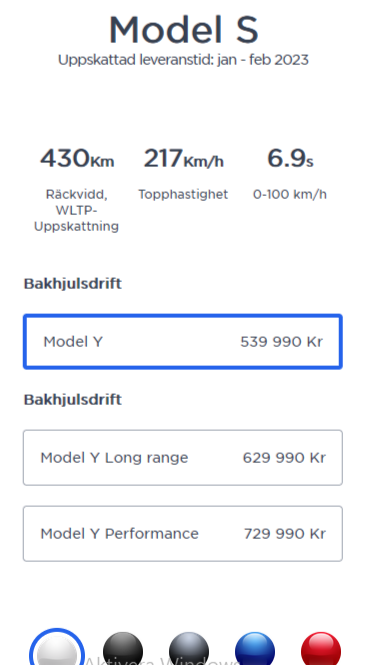 Model S
Uppskattad leveranstid: jan - feb 2023
430Km 217Km/h 6.9s
Räckvidd, Topphastighet 0-100 km/h
WLTP-
Uppskattning
Bakhjulsdrift
Model Y 539 990 Kr
Bakhjulsdrift
Model Y Long range 629 990 Kr
Model Y Performance 729 990 Kr
Aktivera Windows